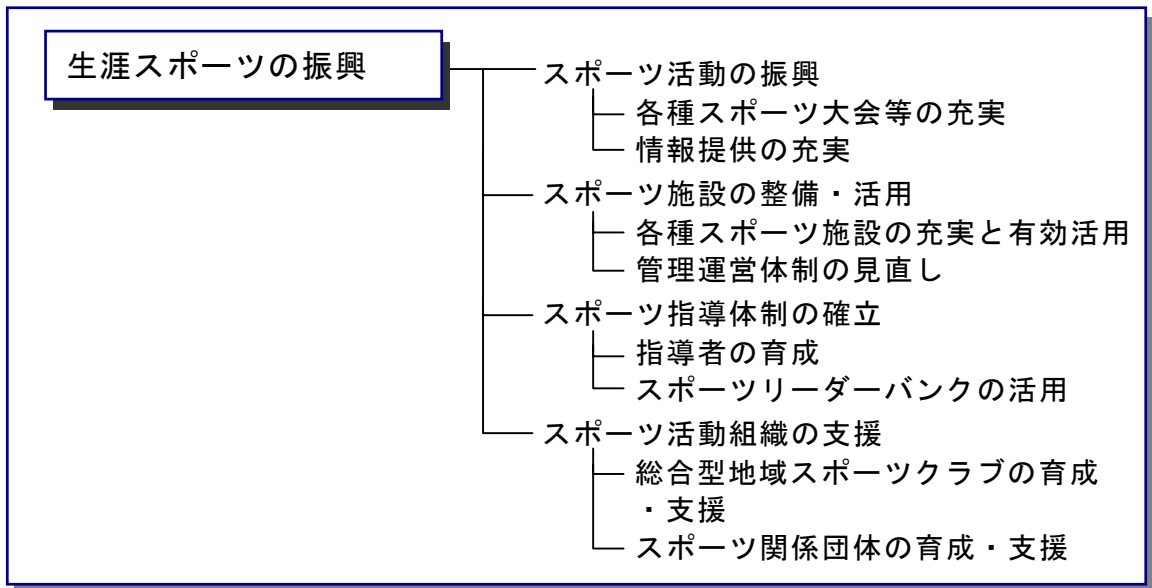 生涯スポーツの振興
スポーツ活動の振興
各種スポーツ大会等の充実
情報提供の充実
スポーツ施設の整備・活用
各種スポーツ施設の充実と有効活用
管理運営体制の見直し
スポーツ指導体制の確立
指導者の育成
スポーツリーダーバンクの活用
スポーツ活動組織の支援
総合型地域スポーツクラブの育成
・支援
スポーツ関係団体の育成・支援